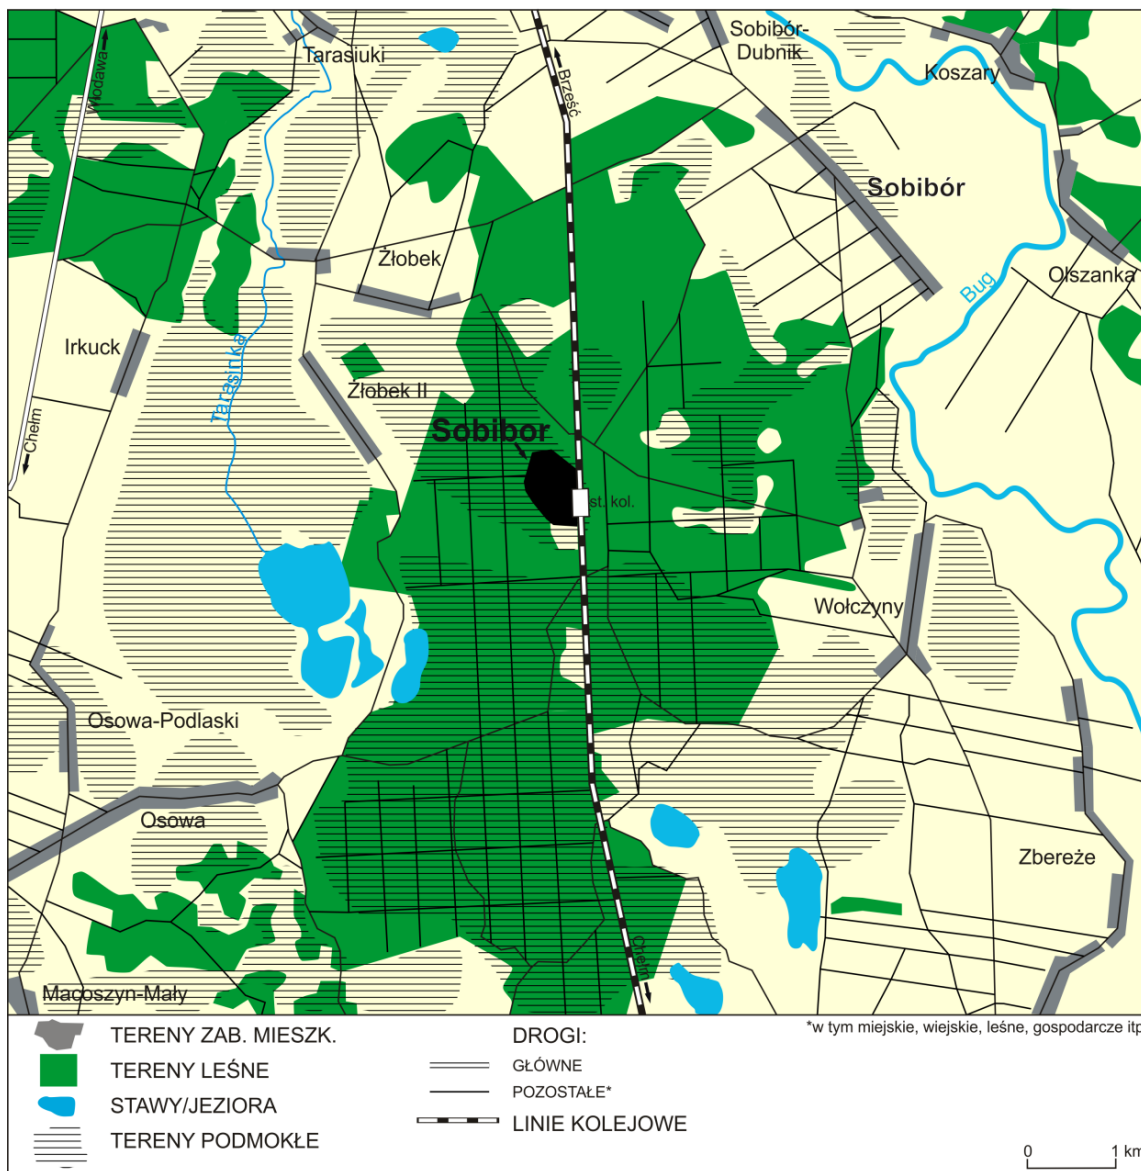 Tarasiuki
Sobibór-
Dubnik
Koszary
Włodawa
Brześć
Sobibór
Żłobek
Olszanka
Bug
Irkuck
Tarasinka
Żłobek II
Chełm
Sobibor
st. kol.
Wołczyny
Osowa-Podlaski
Osowa
Zbereże
Chełm
Macoszyn-Mały
*w tym miejskie, wiejskie, leśne, gospodarcze itp
TERENY ZAB. MIESZK.
TERENY LEŚNE
STAWY/JEZIORA
TERENY PODMOKŁE
DROGI:
GŁÓWNE
POZOSTAŁE*
LINIE KOLEJOWE
0 1 km